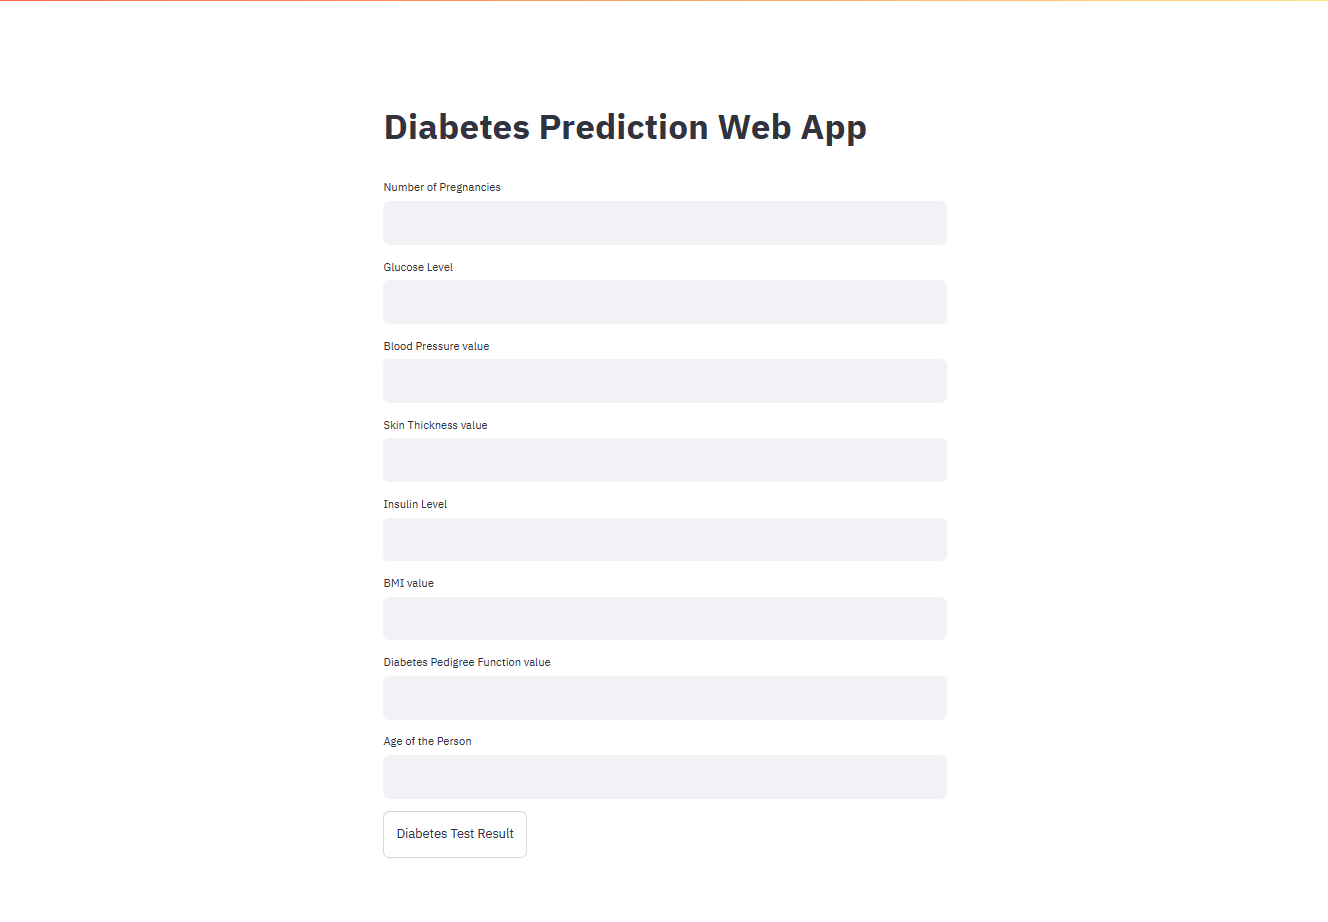 Diabetes Prediction Web App
Number of Pregnancies
Glucose Level
Blood Pressure value
Skin Thickness value
Insulin Level
BMI value
Diabetes Pedigree Function value
Age of the Person
Diabetes Test Result